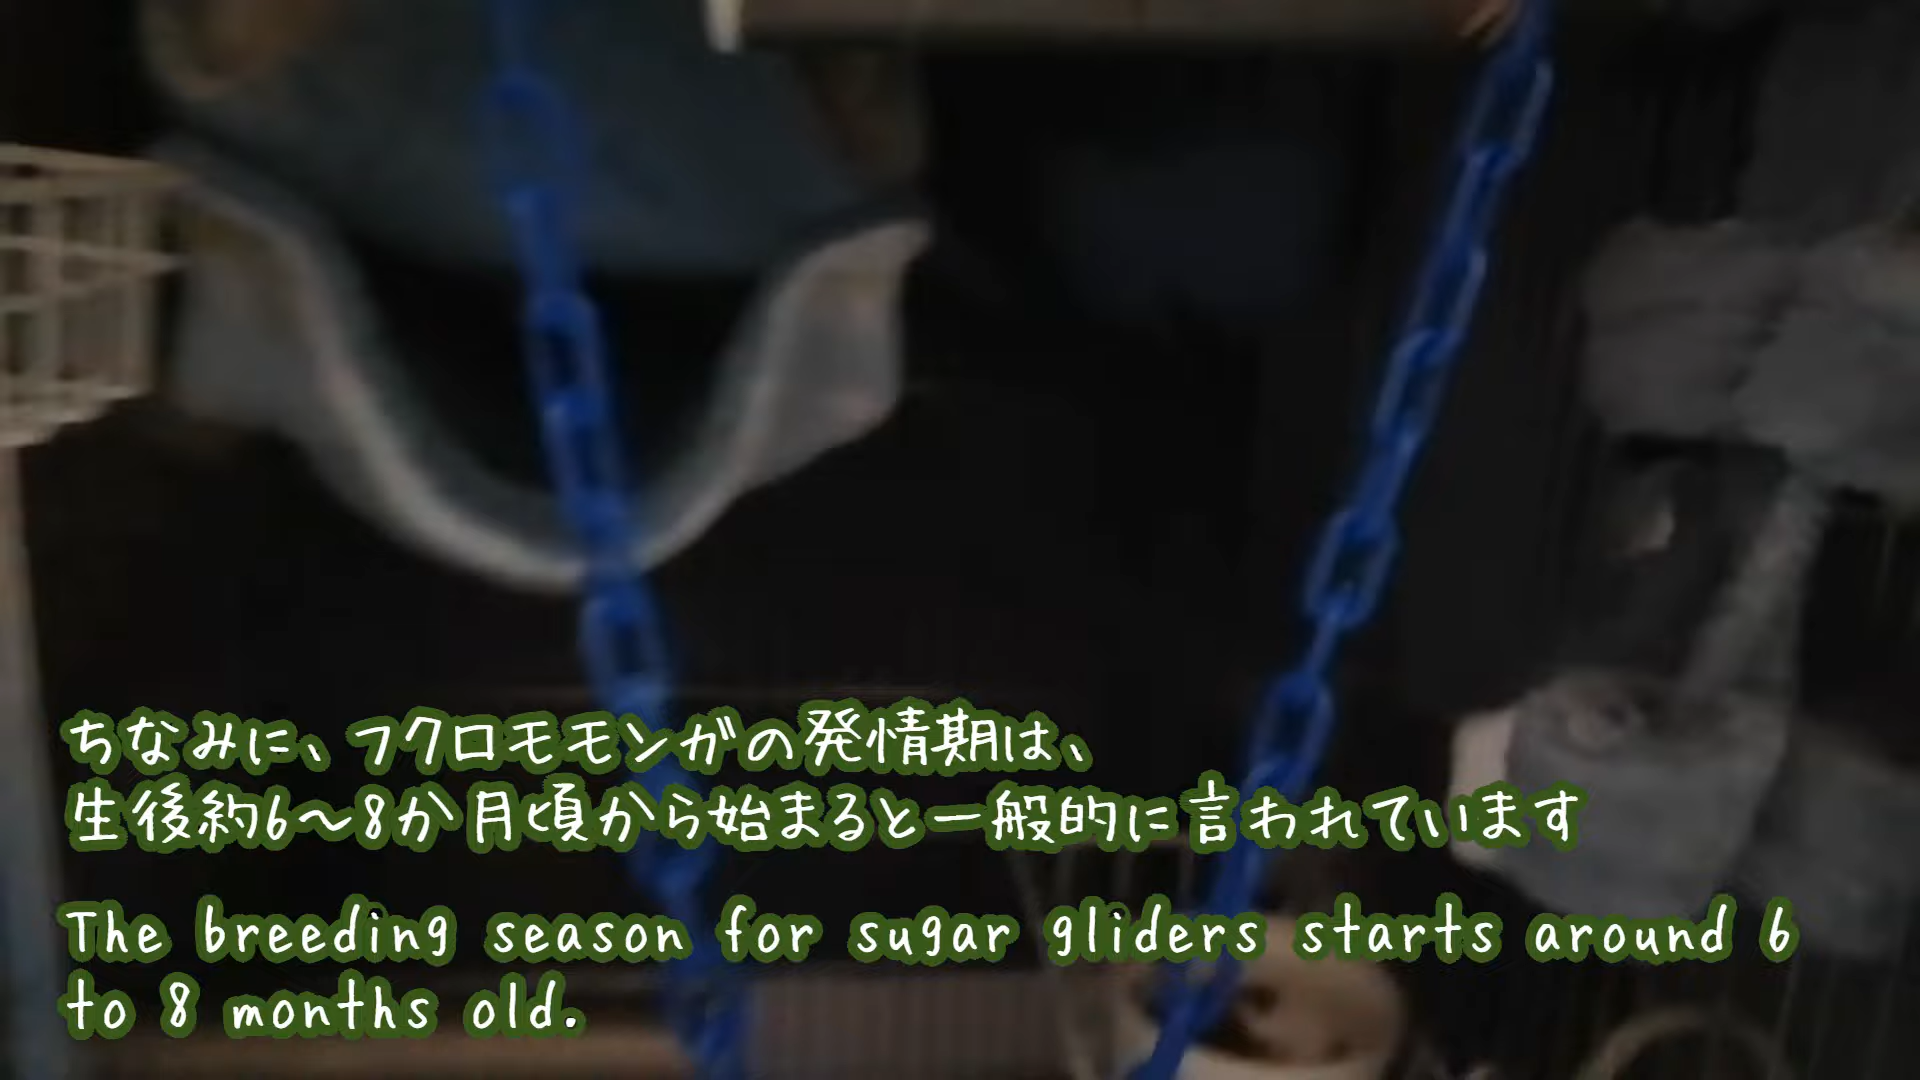 ちなみに、フクロモモンガの発情期は、
生後約6～8か月頃から始まると一般的に言われています
The breeding season for sugar gliders starts around 6
to 8 months old.